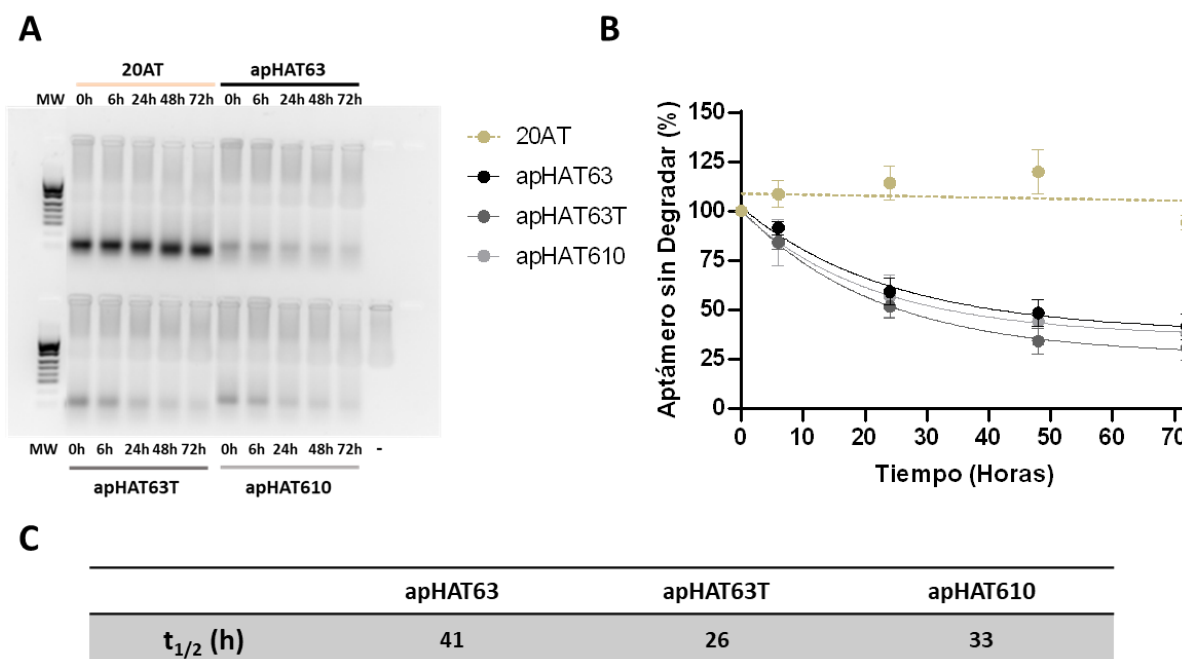 A
20AT apHAT63
MW 0h 6h 24h 48h 72h 0h 6h 24h 48h 72h
MW 0h 6h 24h 48h 72h 0h 6h 24h 48h 72h -
apHAT63T apHAT610
20AT
apHAT63
apHAT63T
apHAT610
B
Aptámero sin Degradar (%)
150
125
100
75
50
25
0
0 10 20 30 40 50 60 70
Tiempo (Horas)
C
apHAT63 apHAT63T apHAT610
t1/2 (h) 41 26 33